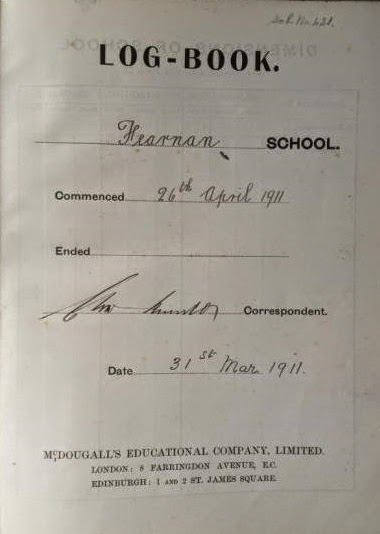 LOG-BOOK.
Fearnan SCHOOL.
Commenced 26th April 1911
Ended
Correspondent.
Date 31st Mar. 1911.
McDOUGALL'S EDUCATIONAL COMPANY, LIMITED.
LONDON: 8 FARRINGDON AVENUE, E.C.
EDINBURGH: 1 AND 2 ST. JAMES SQUARE.